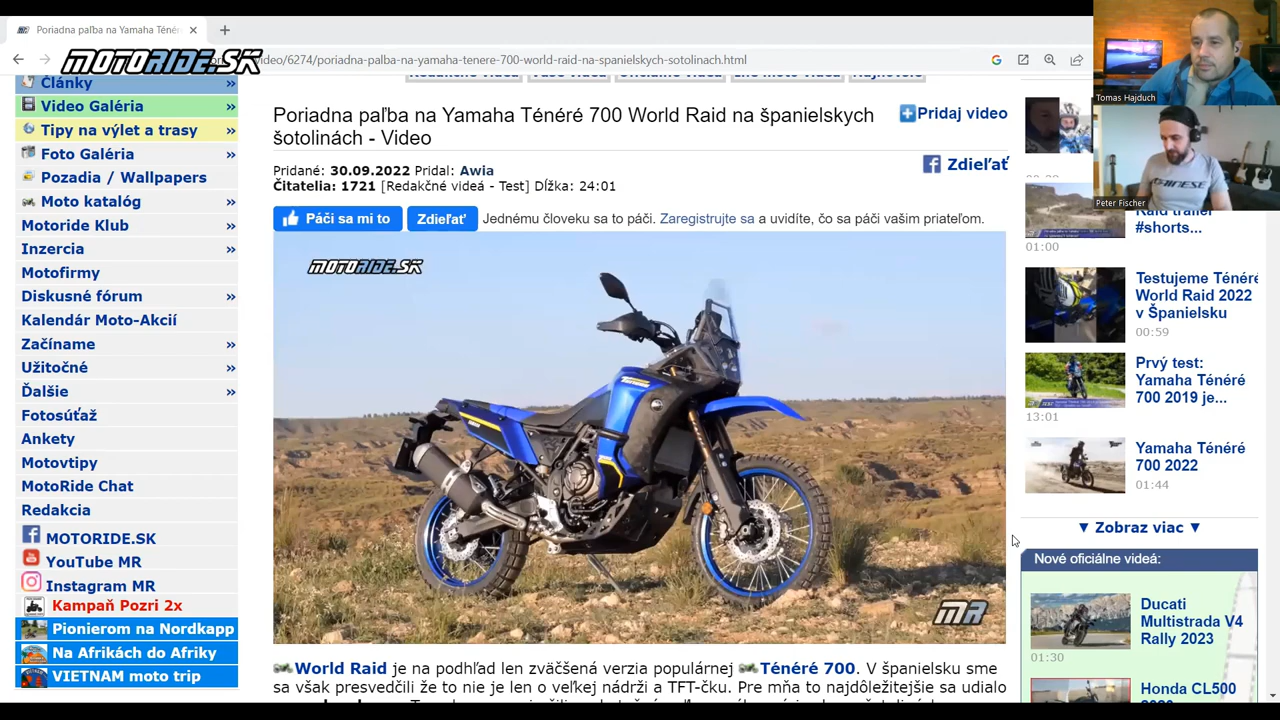 Poriadna paľba na Yamaha Ténér
MOTORIDE.SK
video/6274/poriadna-palba-na-yamaha-tenere-700-world-raid-na-spanielskych-sotolinach.html
Tomas Hajduch
Peter Fischer
DAINESE
Články »
Video Galéria »
Tipy na výlet a trasy »
Foto Galéria »
Pozadia / Wallpapers
Moto katalóg »
Motoride Klub »
Inzercia »
Motofirmy
Diskusné fórum »
Kalendár Moto-Akcií
Začíname »
Užitočné »
Ďalšie »
Fotosúťaž
Ankety
Motovtipy
MotoRide Chat
Redakcia
MOTORIDE.SK
YouTube MR
Instagram MR
Kampaň Pozri 2x
Pionierom na Nordkapp
Na Afrikách do Afriky
VIETNAM moto trip
Poriadna paľba na Yamaha Ténéré 700 World Raid na španielskych
šotolinách - Video
Pridaj video
Pridané: 30.09.2022 Pridal: Awia
Zdieľať
Čitatelia: 1721 [Redakčné videá - Test] Dĺžka: 24:01
Páči sa mi to
Zdieľať
Jednému človeku sa to páči. Zaregistrujte sa a uvidíte, čo sa páči vašim priateľom.
MOTORIDE.SK
MR
World Raid je na podhľad len zväčšená verzia populárnej Ténéré 700. V španielsku sme
sa však presvedčili že to nie je len o veľkej nádrži a TFT-čku. Pre mňa to najdôležitejšie sa udialo
Raid trailer
#shorts...
01:00
Testujeme Ténéré
World Raid 2022
v Španielsku
00:59
Prvý test:
Yamaha Ténéré
700 2019 je...
13:01
Yamaha Ténéré
700 2022
01:44
▼ Zobraz viac ▼
Nové oficiálne videá:
Ducati
Multistrada V4
Rally 2023
01:30
Honda CL500